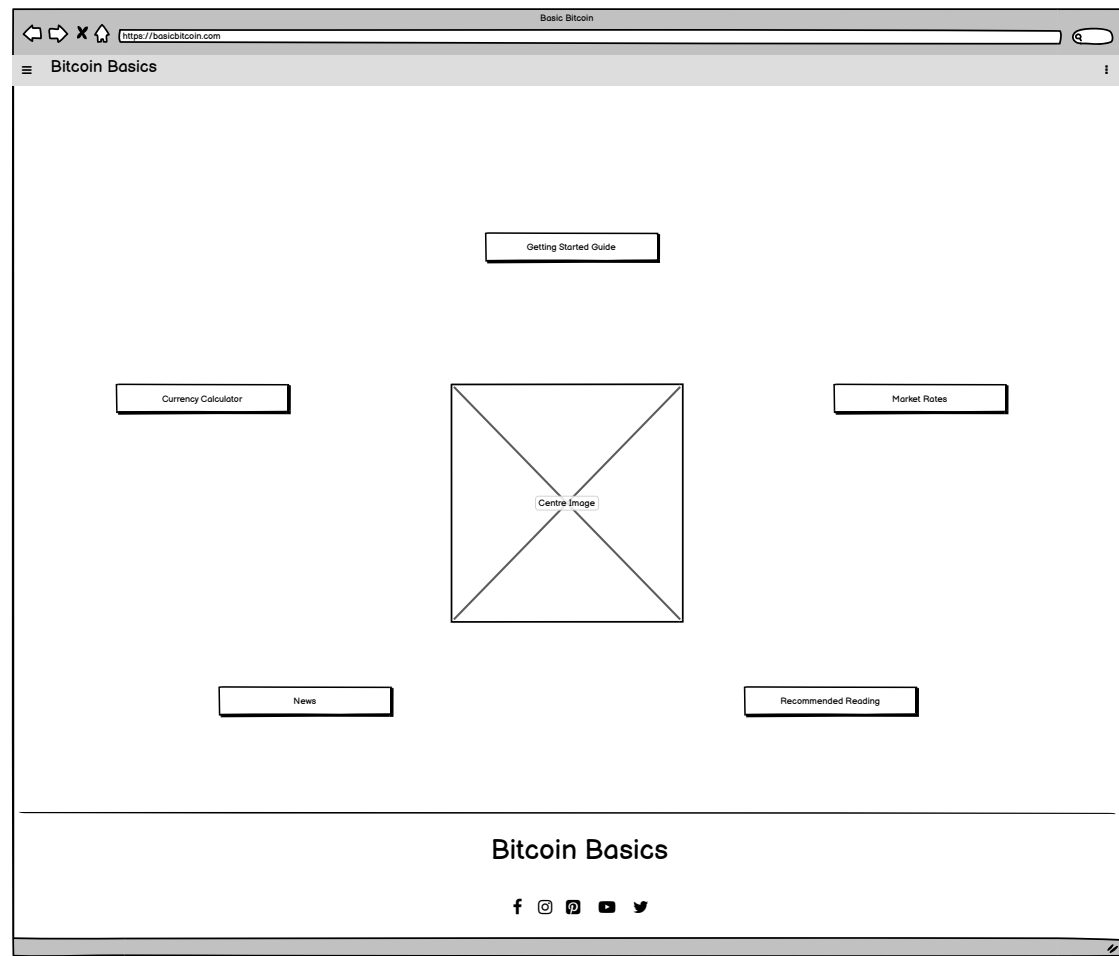 Basic Bitcoin
https://basicbitcoin.com
Bitcoin Basics
Getting Started Guide
Currency Calculator
Market Rates
Centre Image
News
Recommended Reading
Bitcoin Basics